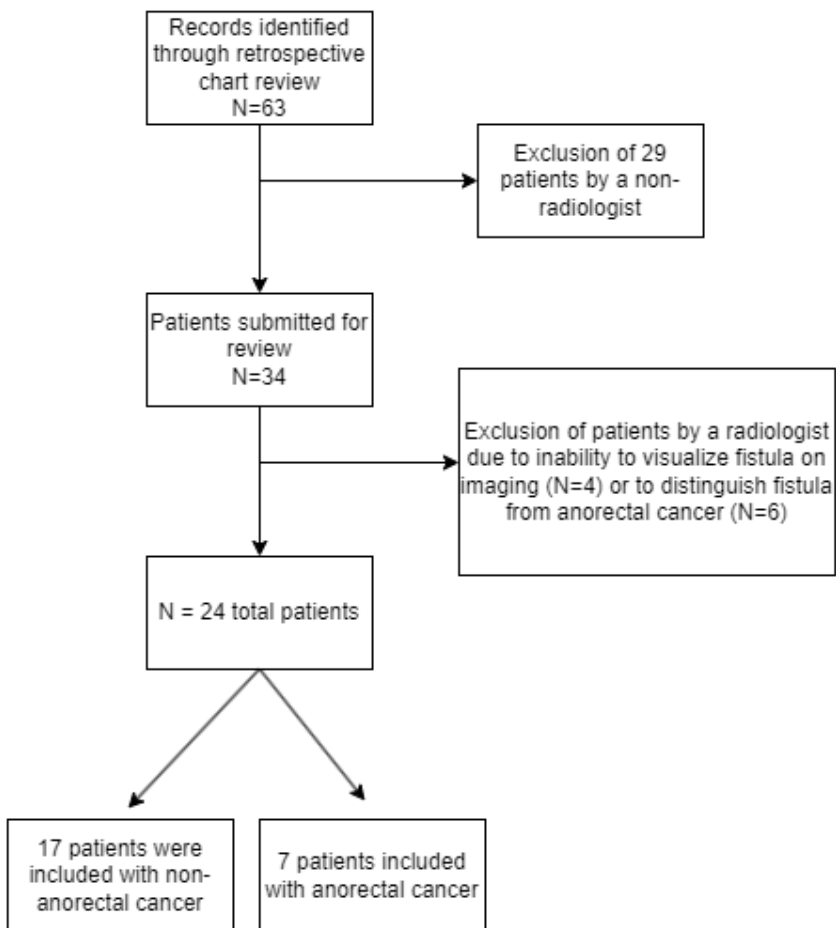 Records identified
through retrospective
chart review
N=63
Exclusion of 29
patients by a non-
radiologist
Patients submitted for
review
N=34
Exclusion of patients by a radiologist
due to inability to visualize fistula on
imaging (N=4) or to distinguish fistula
from anorectal cancer (N=6)
N = 24 total patients
17 patients were
included with non-
anorectal cancer
7 patients included
with anorectal cancer